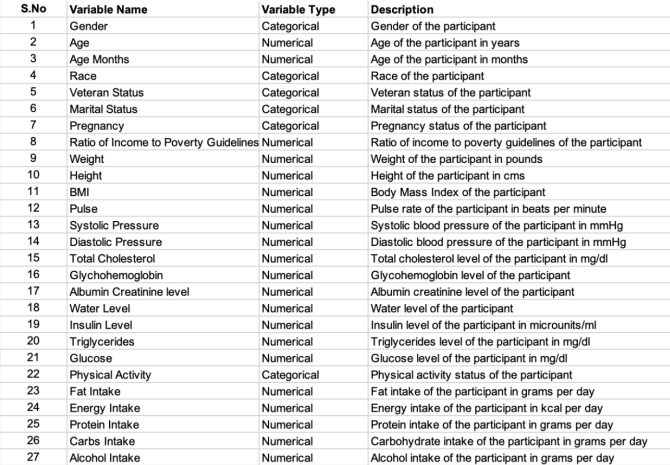 S.No Variable Name Variable Type Description
1 Gender Categorical Gender of the participant
2 Age Numerical Age of the participant in years
3 Age Months Numerical Age of the participant in months
4 Race Categorical Race of the participant
5 Veteran Status Categorical Veteran status of the participant
6 Marital Status Categorical Marital status of the participant
7 Pregnancy Categorical Pregnancy status of the participant
8 Ratio of Income to Poverty Guidelines Numerical Ratio of income to poverty guidelines of the participant
9 Weight Numerical Weight of the participant in pounds
10 Height Numerical Height of the participant in cms
11 BMI Numerical Body Mass Index of the participant
12 Pulse Numerical Pulse rate of the participant in beats per minute
13 Systolic Pressure Numerical Systolic blood pressure of the participant in mmHg
14 Diastolic Pressure Numerical Diastolic blood pressure of the participant in mmHg
15 Total Cholesterol Numerical Total cholesterol level of the participant in mg/dl
16 Glychohemoglobin Numerical Glycohemoglobin level of the participant
17 Albumin Creatinine level Numerical Albumin creatinine level of the participant
18 Water Level Numerical Water level of the participant
19 Insulin Level Numerical Insulin level of the participant in microunits/ml
20 Triglycerides Numerical Triglycerides level of the participant in mg/dl
21 Glucose Numerical Glucose level of the participant in mg/dl
22 Physical Activity Categorical Physical activity status of the participant
23 Fat Intake Numerical Fat intake of the participant in grams per day
24 Energy Intake Numerical Energy intake of the participant in kcal per day
25 Protein Intake Numerical Protein intake of the participant in grams per day
26 Carbs Intake Numerical Carbohydrate intake of the participant in grams per day
27 Alcohol Intake Numerical Alcohol intake of the participant in grams per day